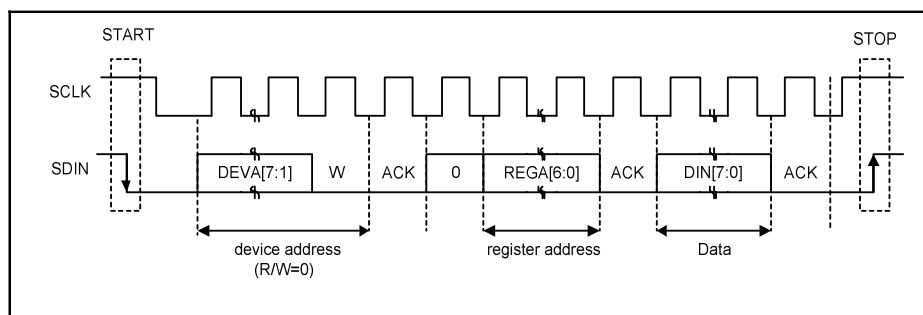 START
STOP
SCLK
SDIN
DEVA[7:1] W ACK 0 REGA[6:0] ACK DIN[7:0] ACK
device address
(R/W=0)
register address
Data